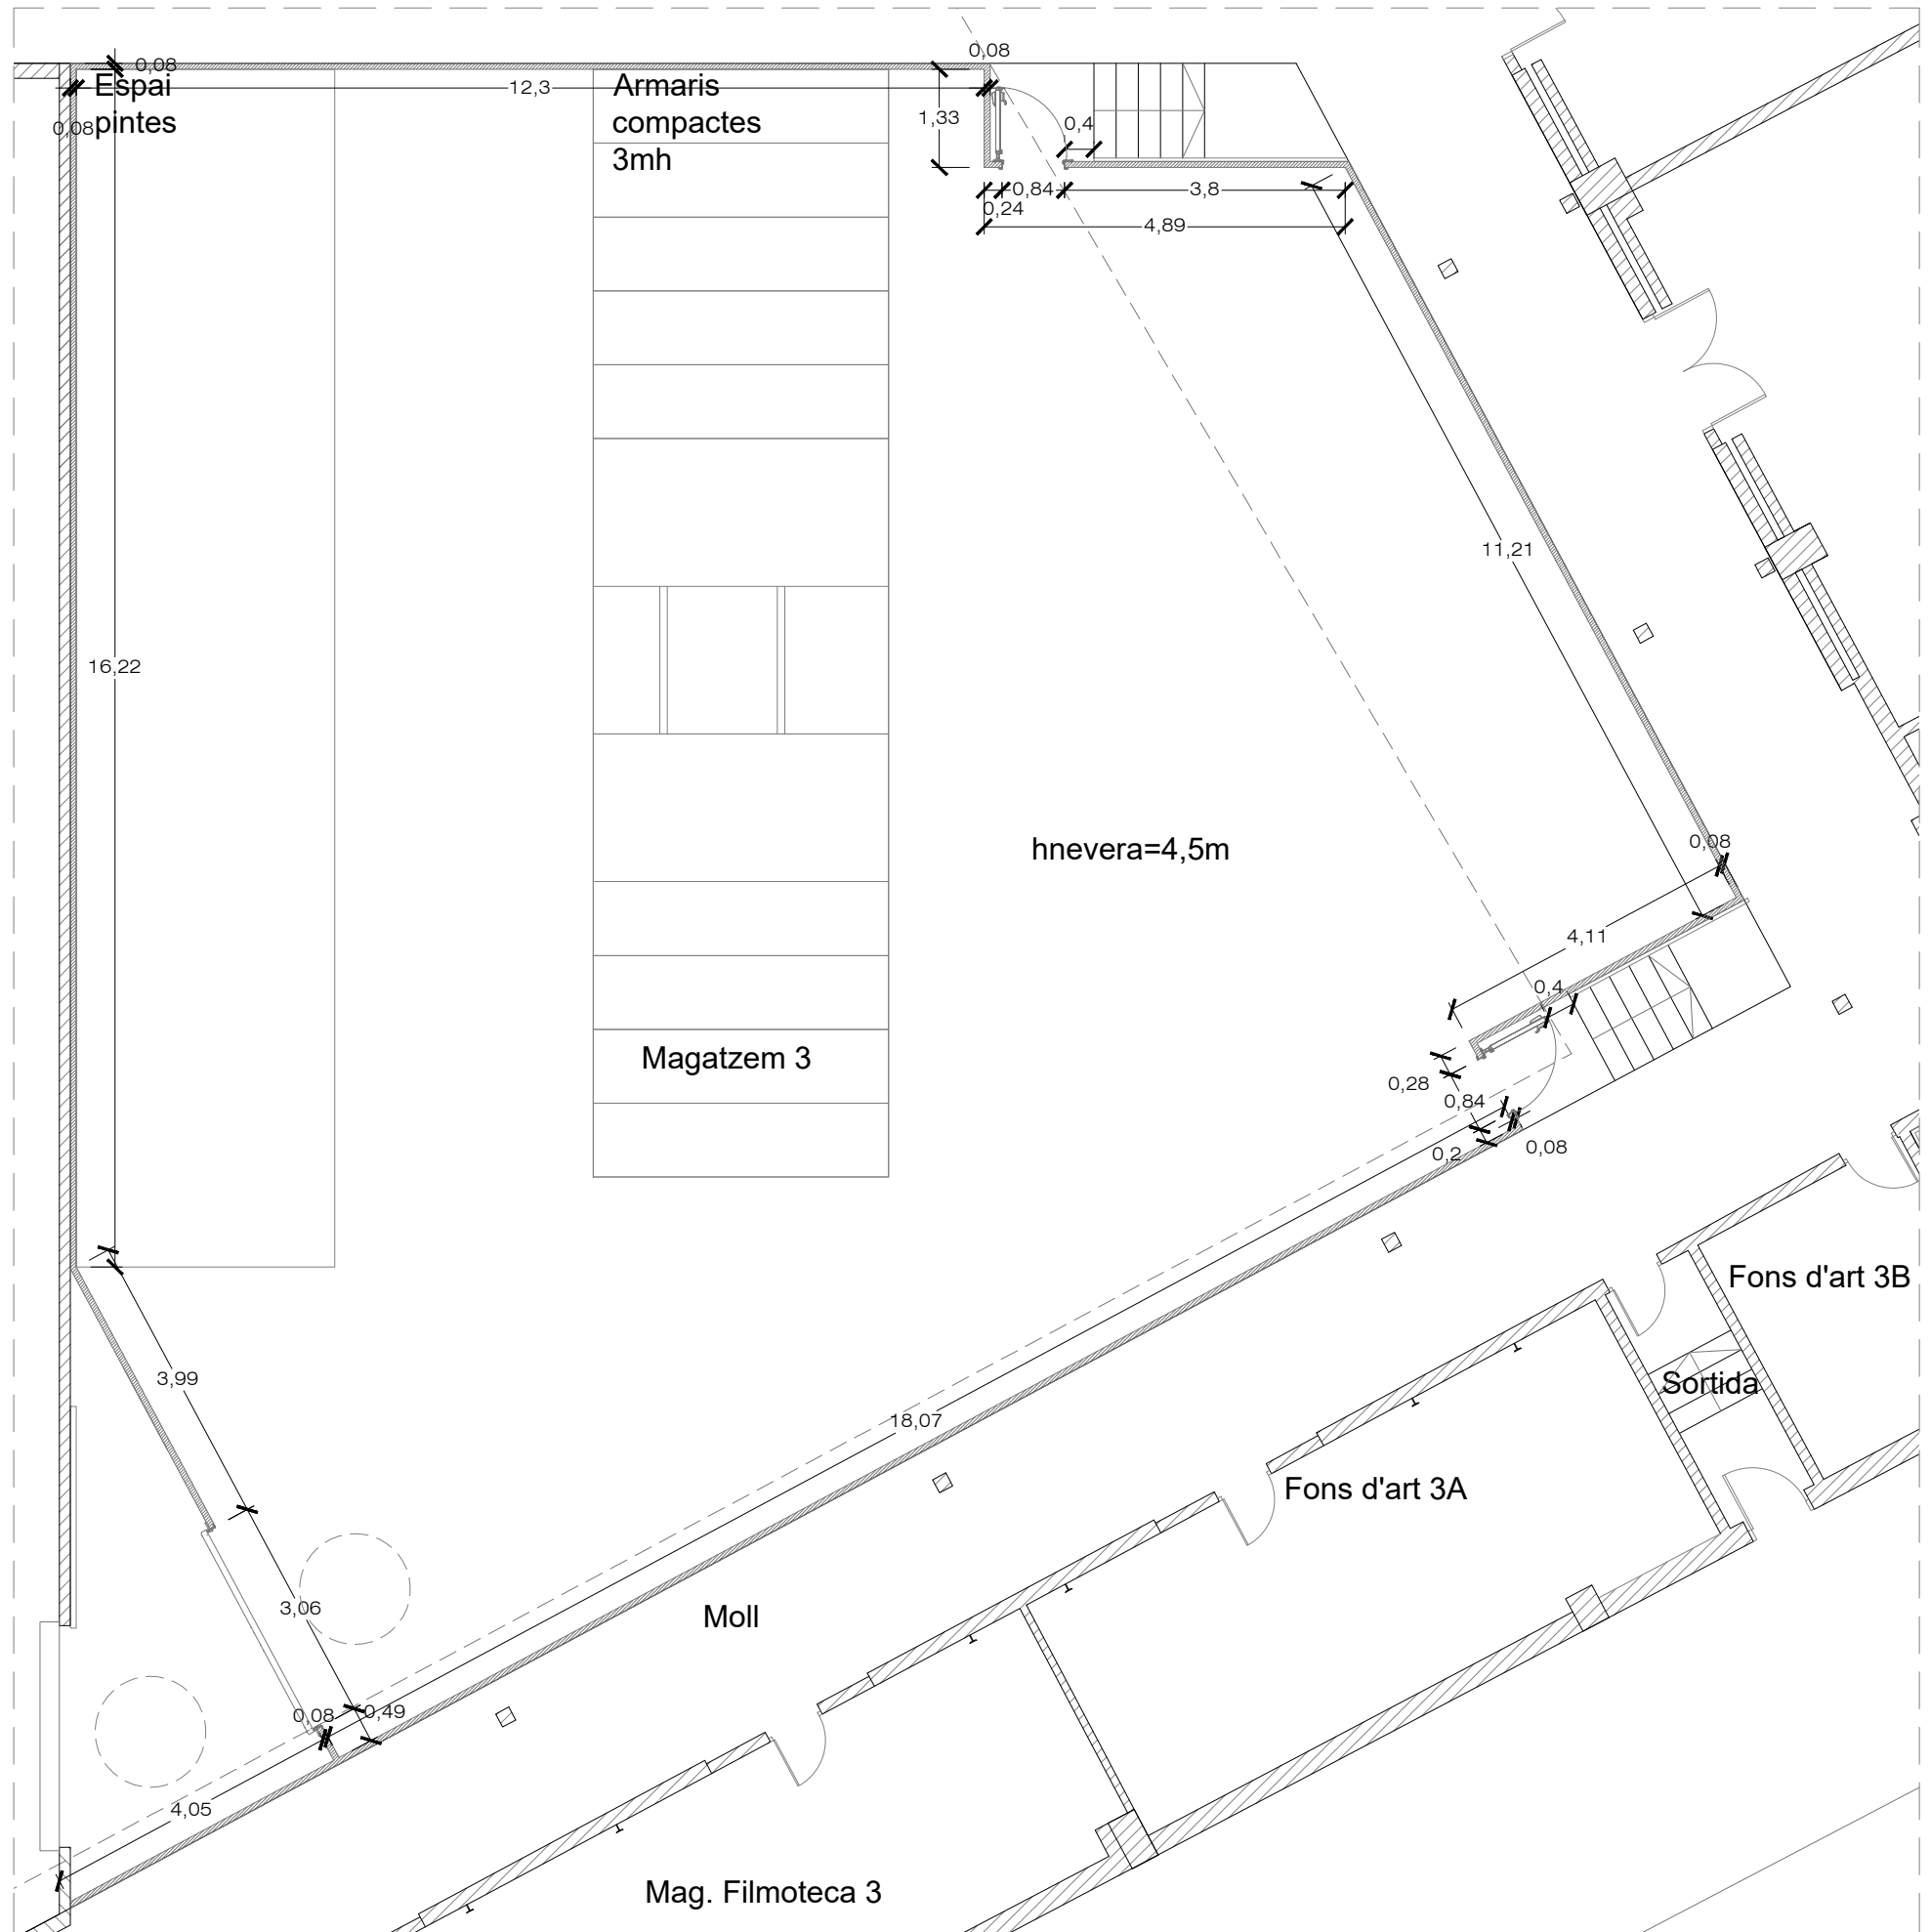 0,08
0,08
Espai
pintes
0,08
12,3
Armaris
compactes
3mh
1,33
0,4
0,84
3,8
0,24
4,89
11,21
16,22
hnevera=4,5m
0,08
4,11
0,4
Magatzem 3
0,28
0,84
0,2
0,08
Fons d'art 3B
3,99
Sortida
18,07
Fons d'art 3A
3,06
Moll
0,08
0,49
4,05
Mag. Filmoteca 3